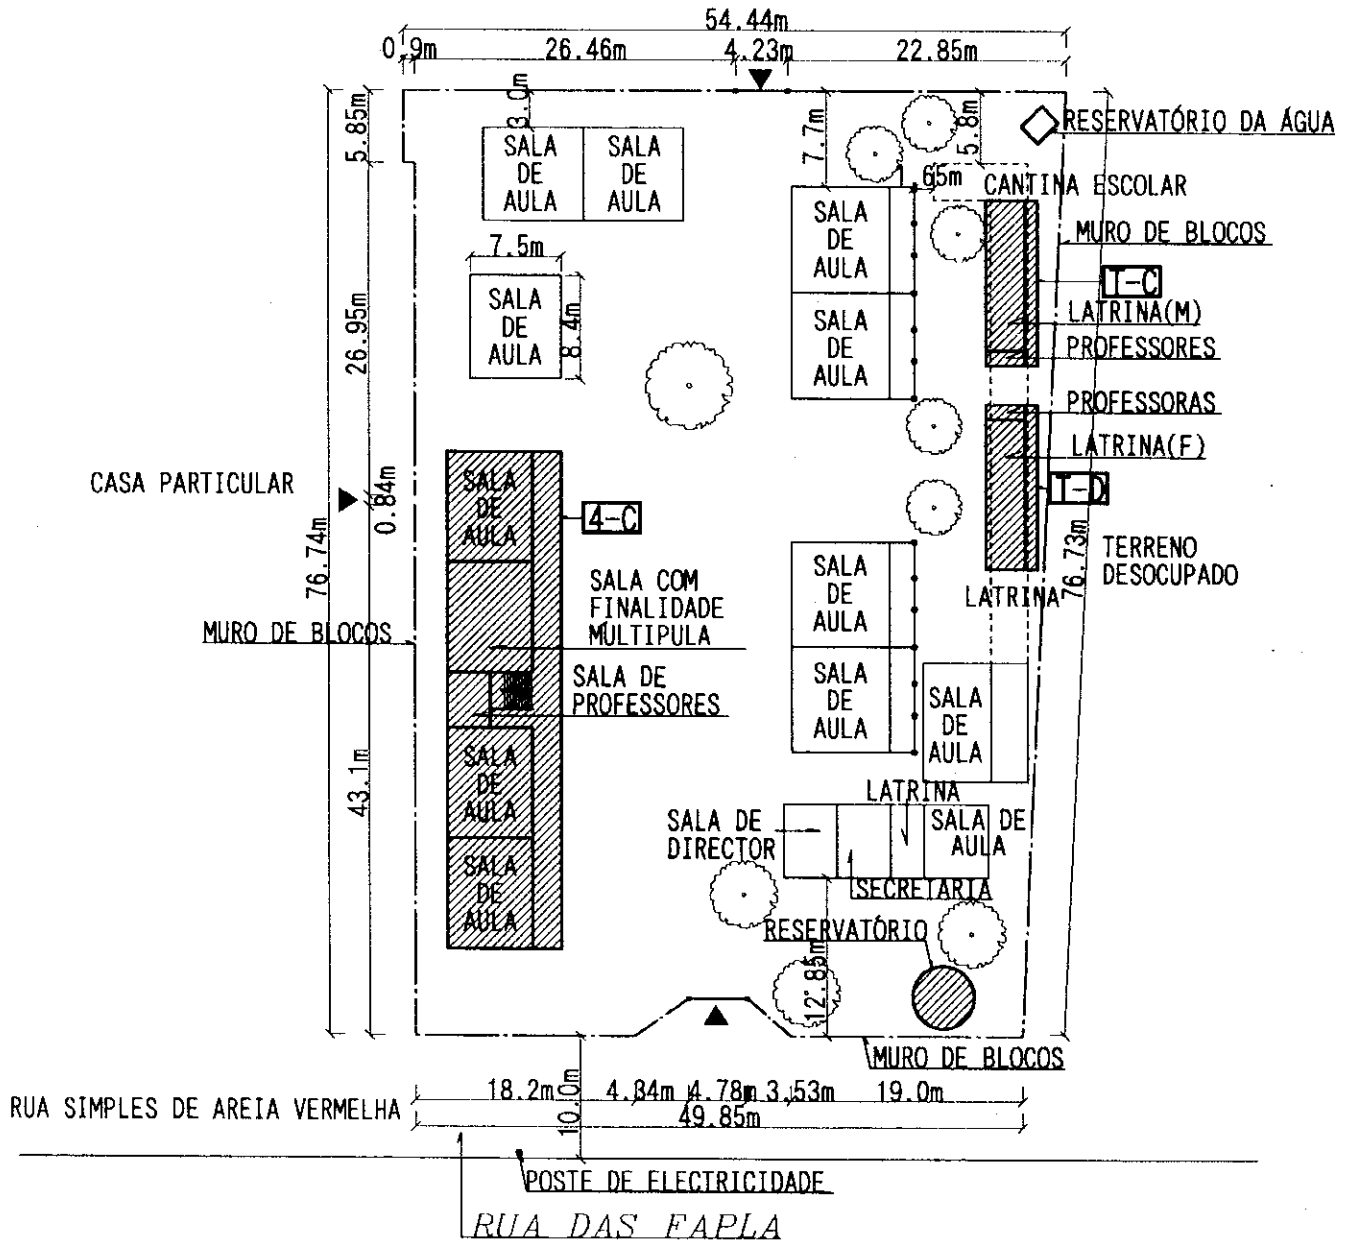 54.44m
0.9m
26.46m
4.23m
22.85m
5.85m
3.0m
7.7m
5.8m
RESERVATÓRIO DA ÁGUA
SALA
DE
AULA
SALA
DE
AULA
65m
CANTINA ESCOLAR
SALA
DE
AULA
MURO DE BLOCOS
7.5m
T-C
SALA
DE
AULA
8.4m
26.95m
LATRINA(M)
PROFESSORES
SALA
DE
AULA
PROFESSORAS
LATRINA(F)
CASA PARTICULAR
0.84m
SALA
DE
AULA
4-C
T-D
76.74m
76.73m
TERRENO
DESOCUPADO
SALA COM
FINALIDADE
MÚLTIPULA
SALA
DE
AULA
LATRINA
MURO DE BLOCOS
SALA DE
PROFESSORES
SALA
DE
AULA
SALA
DE
AULA
43.1m
SALA
DE
AULA
LATRINA
SALA DE
DIRECTOR
SALA DE
AULA
SALA
DE
AULA
SECRETARIA
RESERVATÓRIO
12.85m
MURO DE BLOCOS
18.2m
4.34m
4.78m
3.53m
19.0m
10.0m
49.85m
RUA SIMPLES DE AREIA VERMELHA
POSTE DE ELECTRICIDADE
RUA DAS FAPLA